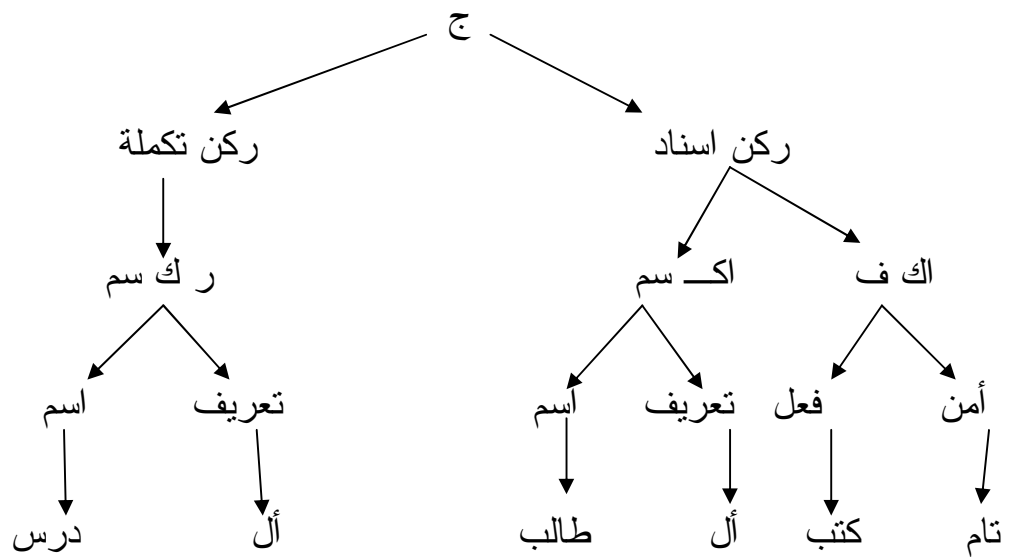 ج
ركن اسناد ركن تكملة
اك ف اكــ سم ر ك سم
أمن فعل تعريف اسم تعريف اسم
تام كتب أل طالب أل درس